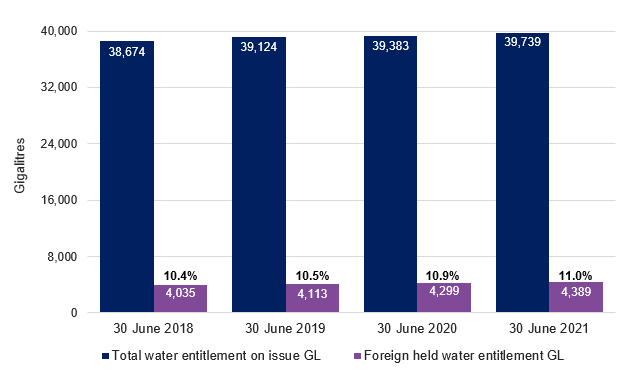 40,000
32,000
24,000
16,000
8,000
0
Gigalitres
38,674
39,124
39,383
39,739
10.4%
10.5%
10.9%
11.0%
4,035
4,113
4,299
4,389
30 June 2018
30 June 2019
30 June 2020
30 June 2021
Total water entitlement on issue GL
Foreign held water entitlement GL